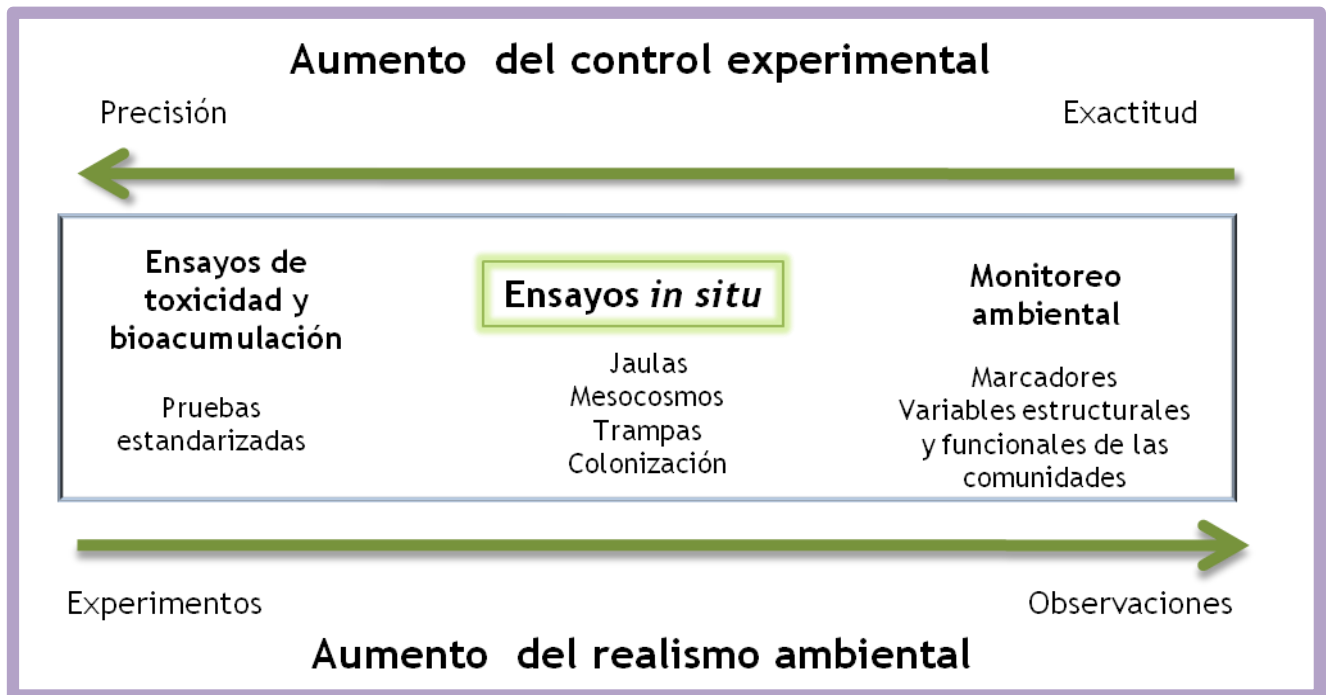 Aumento del control experimental
Precisión
Exactitud
Ensayos de
toxicidad y
bioacumulación
Pruebas
estandarizadas
Ensayos in situ
Jaulas
Mesocosmos
Trampas
Colonización
Monitoreo
ambiental
Marcadores
Variables estructurales
y funcionales de las
comunidades
Experimentos
Observaciones
Aumento del realismo ambiental